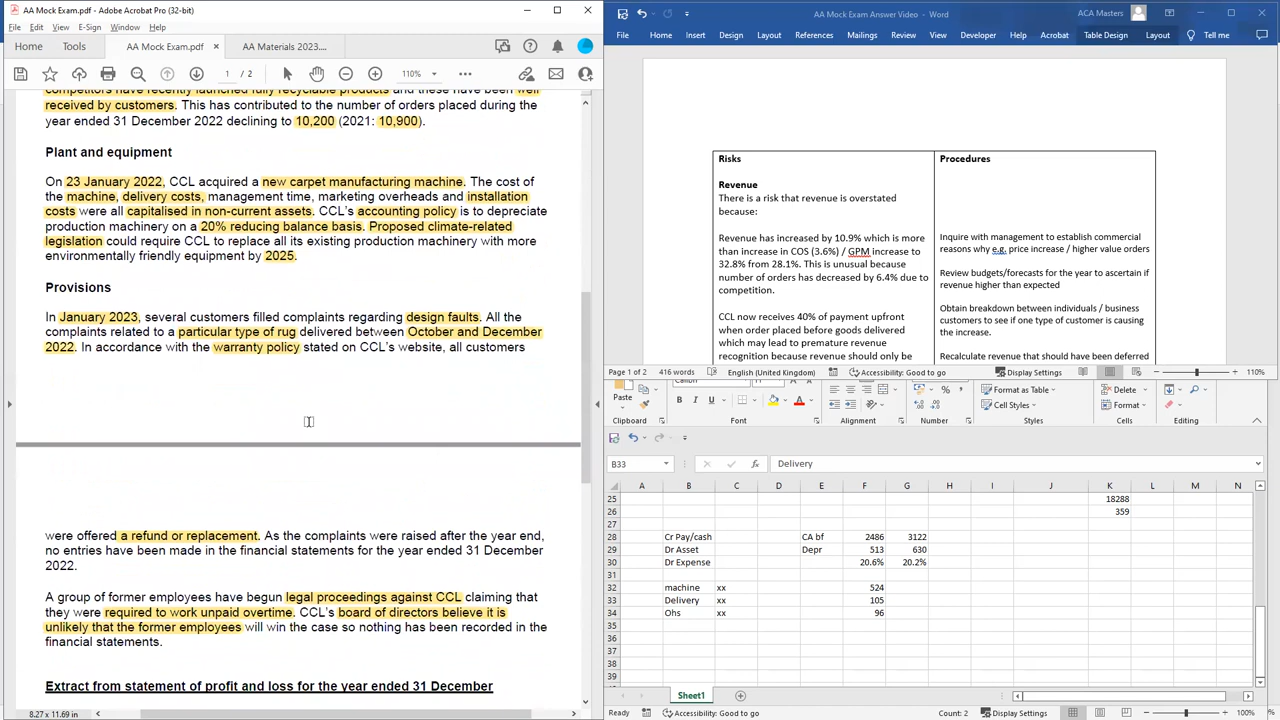 AA Mock Exam.pdf - Adobe Acrobat Pro (32-bit)
File Edit View E-Sign Window Help
Home Tools AA Mock Exam.pdf AA Materials 2023....
1 / 2 110%
received by customers. This has contributed to the number of orders placed during the
year ended 31 December 2022 declining to 10,200 (2021: 10,900).
Plant and equipment
On 23 January 2022, CCL acquired a new carpet manufacturing machine. The cost of
the machine, delivery costs, management time, marketing overheads and installation
costs were all capitalised in non-current assets. CCL's accounting policy is to depreciate
production machinery on a 20% reducing balance basis. Proposed climate-related
legislation could require CCL to replace all its existing production machinery with more
environmentally friendly equipment by 2025.
Provisions
In January 2023, several customers filled complaints regarding design faults. All the
complaints related to a particular type of rug delivered between October and December
2022. In accordance with the warranty policy stated on CCL's website, all customers
were offered a refund or replacement. As the complaints were raised after the year end,
no entries have been made in the financial statements for the year ended 31 December
2022.
A group of former employees have begun legal proceedings against CCL claiming that
they were required to work unpaid overtime. CCL's board of directors believe it is
unlikely that the former employees will win the case so nothing has been recorded in the
financial statements.
Extract from statement of profit and loss for the year ended 31 December
8.27 x 11.69 in
AA Mock Exam Answer Video - Word
ACA Masters
File Home Insert Design Layout References Mailings Review View Developer Help Acrobat Table Design Layout Tell me
Risks
Revenue
There is a risk that revenue is overstated
because:
Revenue has increased by 10.9% which is more
than increase in COS (3.6%) / GPM increase to
32.8% from 28.1%. This is unusual because
number of orders has decreased by 6.4% due to
competition.
CCL now receives 40% of payment upfront
when order placed before goods delivered
which may lead to premature revenue
recognition because revenue should only be
Procedures
Inquire with management to establish commercial
reasons why e.g. price increase / higher value orders
Review budgets/forecasts for the year to ascertain if
revenue higher than expected
Obtain breakdown between individuals / business
customers to see if one type of customer is causing
the increase.
Recalculate revenue that should have been deferred
Page 1 of 2 416 words English (United Kingdom) Accessibility: Good to go Display Settings 110%
Paste B I U A % Format as Table Cell Styles Delete Format
Clipboard Font Alignment Number Styles Cells Editing
B33 fx Delivery
A B C D E F G H I J K L M N
25 18288
26 359
27
28 Cr Pay/cash CA bf 2486 3122
29 Dr Asset Depr 513 630
30 Dr Expense 20.6% 20.2%
31
32 machine xx 524
33 Delivery xx 105
34 Ohs xx 96
35
36
37
38
39
Sheet1
Ready Accessibility: Good to go Count: 2 Display Settings 100%